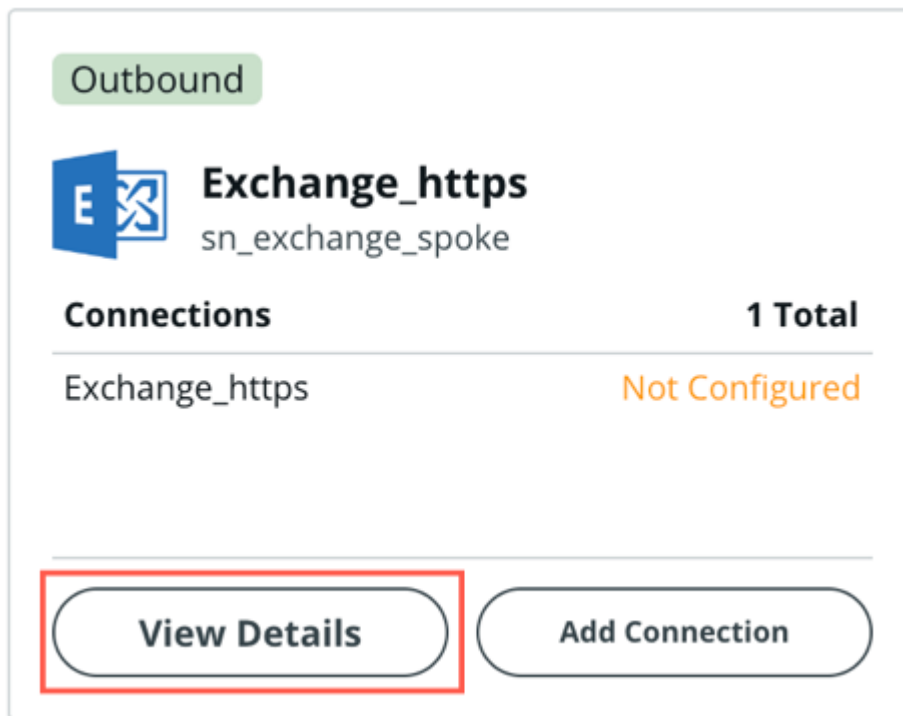 Outbound
E
Exchange_https
sn_exchange_spoke
Connections 1 Total
Exchange_https Not Configured
View Details Add Connection